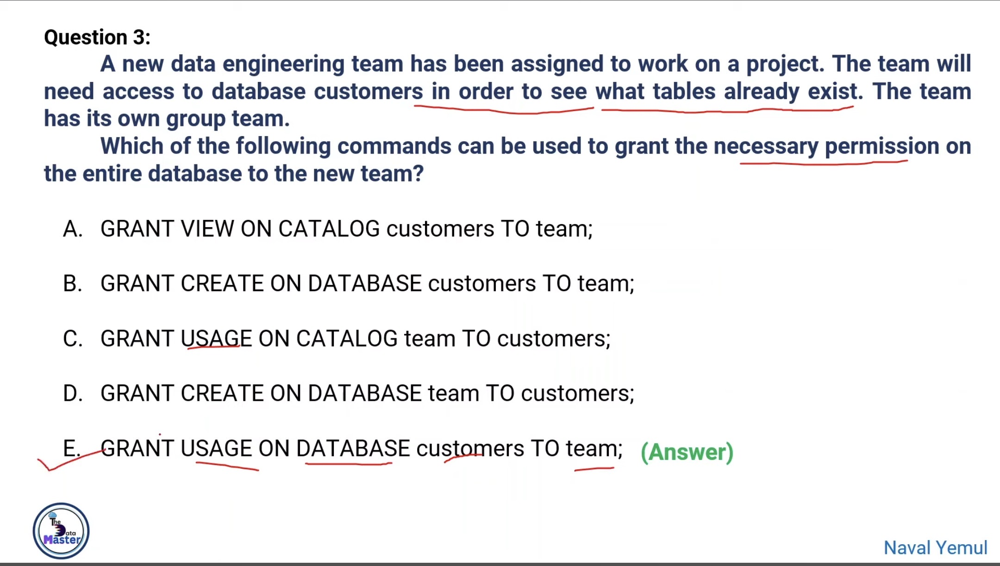 Question 3:
A new data engineering team has been assigned to work on a project. The team will
need access to database customers in order to see what tables already exist. The team
has its own group team.
Which of the following commands can be used to grant the necessary permission on
the entire database to the new team?
A. GRANT VIEW ON CATALOG customers TO team;
B. GRANT CREATE ON DATABASE customers TO team;
C. GRANT USAGE ON CATALOG team TO customers;
D. GRANT CREATE ON DATABASE team TO customers;
E. GRANT USAGE ON DATABASE customers TO team; (Answer)
The
Data
Master
Naval Yemul